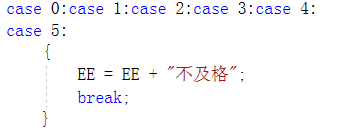 case 0:case 1:case 2:case 3:case 4:
case 5:
{
EE = EE + "不及格";
break;
}